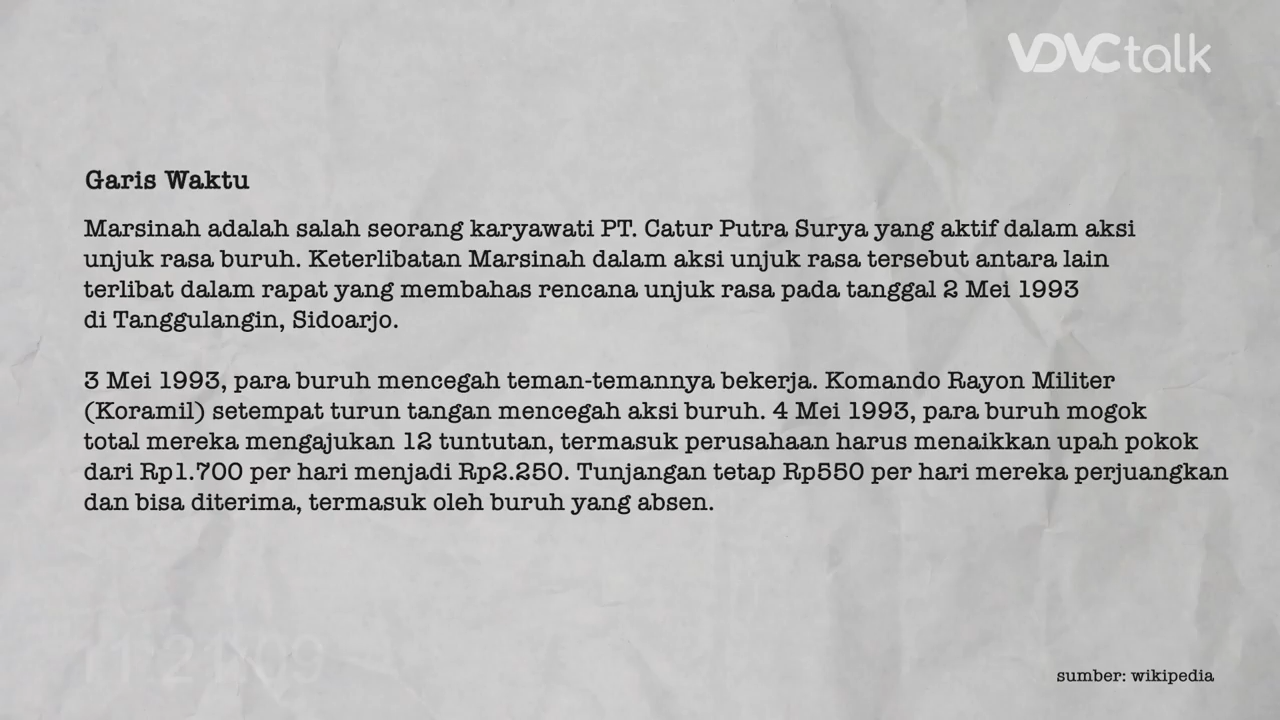 VDVCtalk
Garis Waktu
Marsinah adalah salah seorang karyawati PT. Catur Putra Surya yang aktif dalam aksi
unjuk rasa buruh. Keterlibatan Marsinah dalam aksi unjuk rasa tersebut antara lain
terlibat dalam rapat yang membahas rencana unjuk rasa pada tanggal 2 Mei 1993
di Tanggulangin, Sidoarjo.
3 Mei 1993, para buruh mencegah teman-temannya bekerja. Komando Rayon Militer
(Koramil) setempat turun tangan mencegah aksi buruh. 4 Mei 1993, para buruh mogok
total mereka mengajukan 12 tuntutan, termasuk perusahaan harus menaikkan upah pokok
dari Rp1.700 per hari menjadi Rp2.250. Tunjangan tetap Rp550 per hari mereka perjuangkan
dan bisa diterima, termasuk oleh buruh yang absen.
sumber: wikipedia